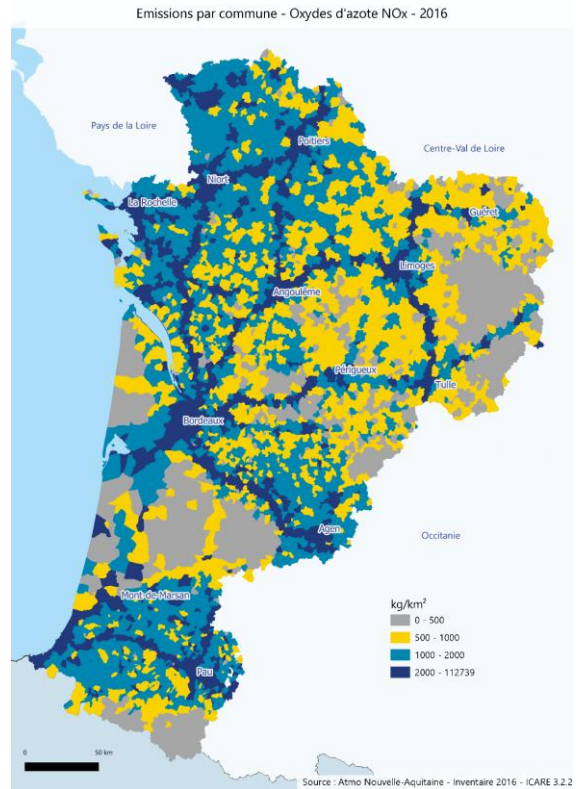 Emissions par commune - Oxydes d'azote NOx - 2016
Pays de la Loire
Poitiers
Centre-Val de Loire
Niort
La Rochelle
Guéret
Limoges
Angoulême
Périgueux
Tulle
Bordeaux
Agen
Occitanie
Mont-de-Marsan
Pau
kg/km²
0 - 500
500 - 1000
1000 - 2000
2000 - 112739
0 50 km
Source : Atmo Nouvelle-Aquitaine - Inventaire 2016 - ICARE 3.2.2